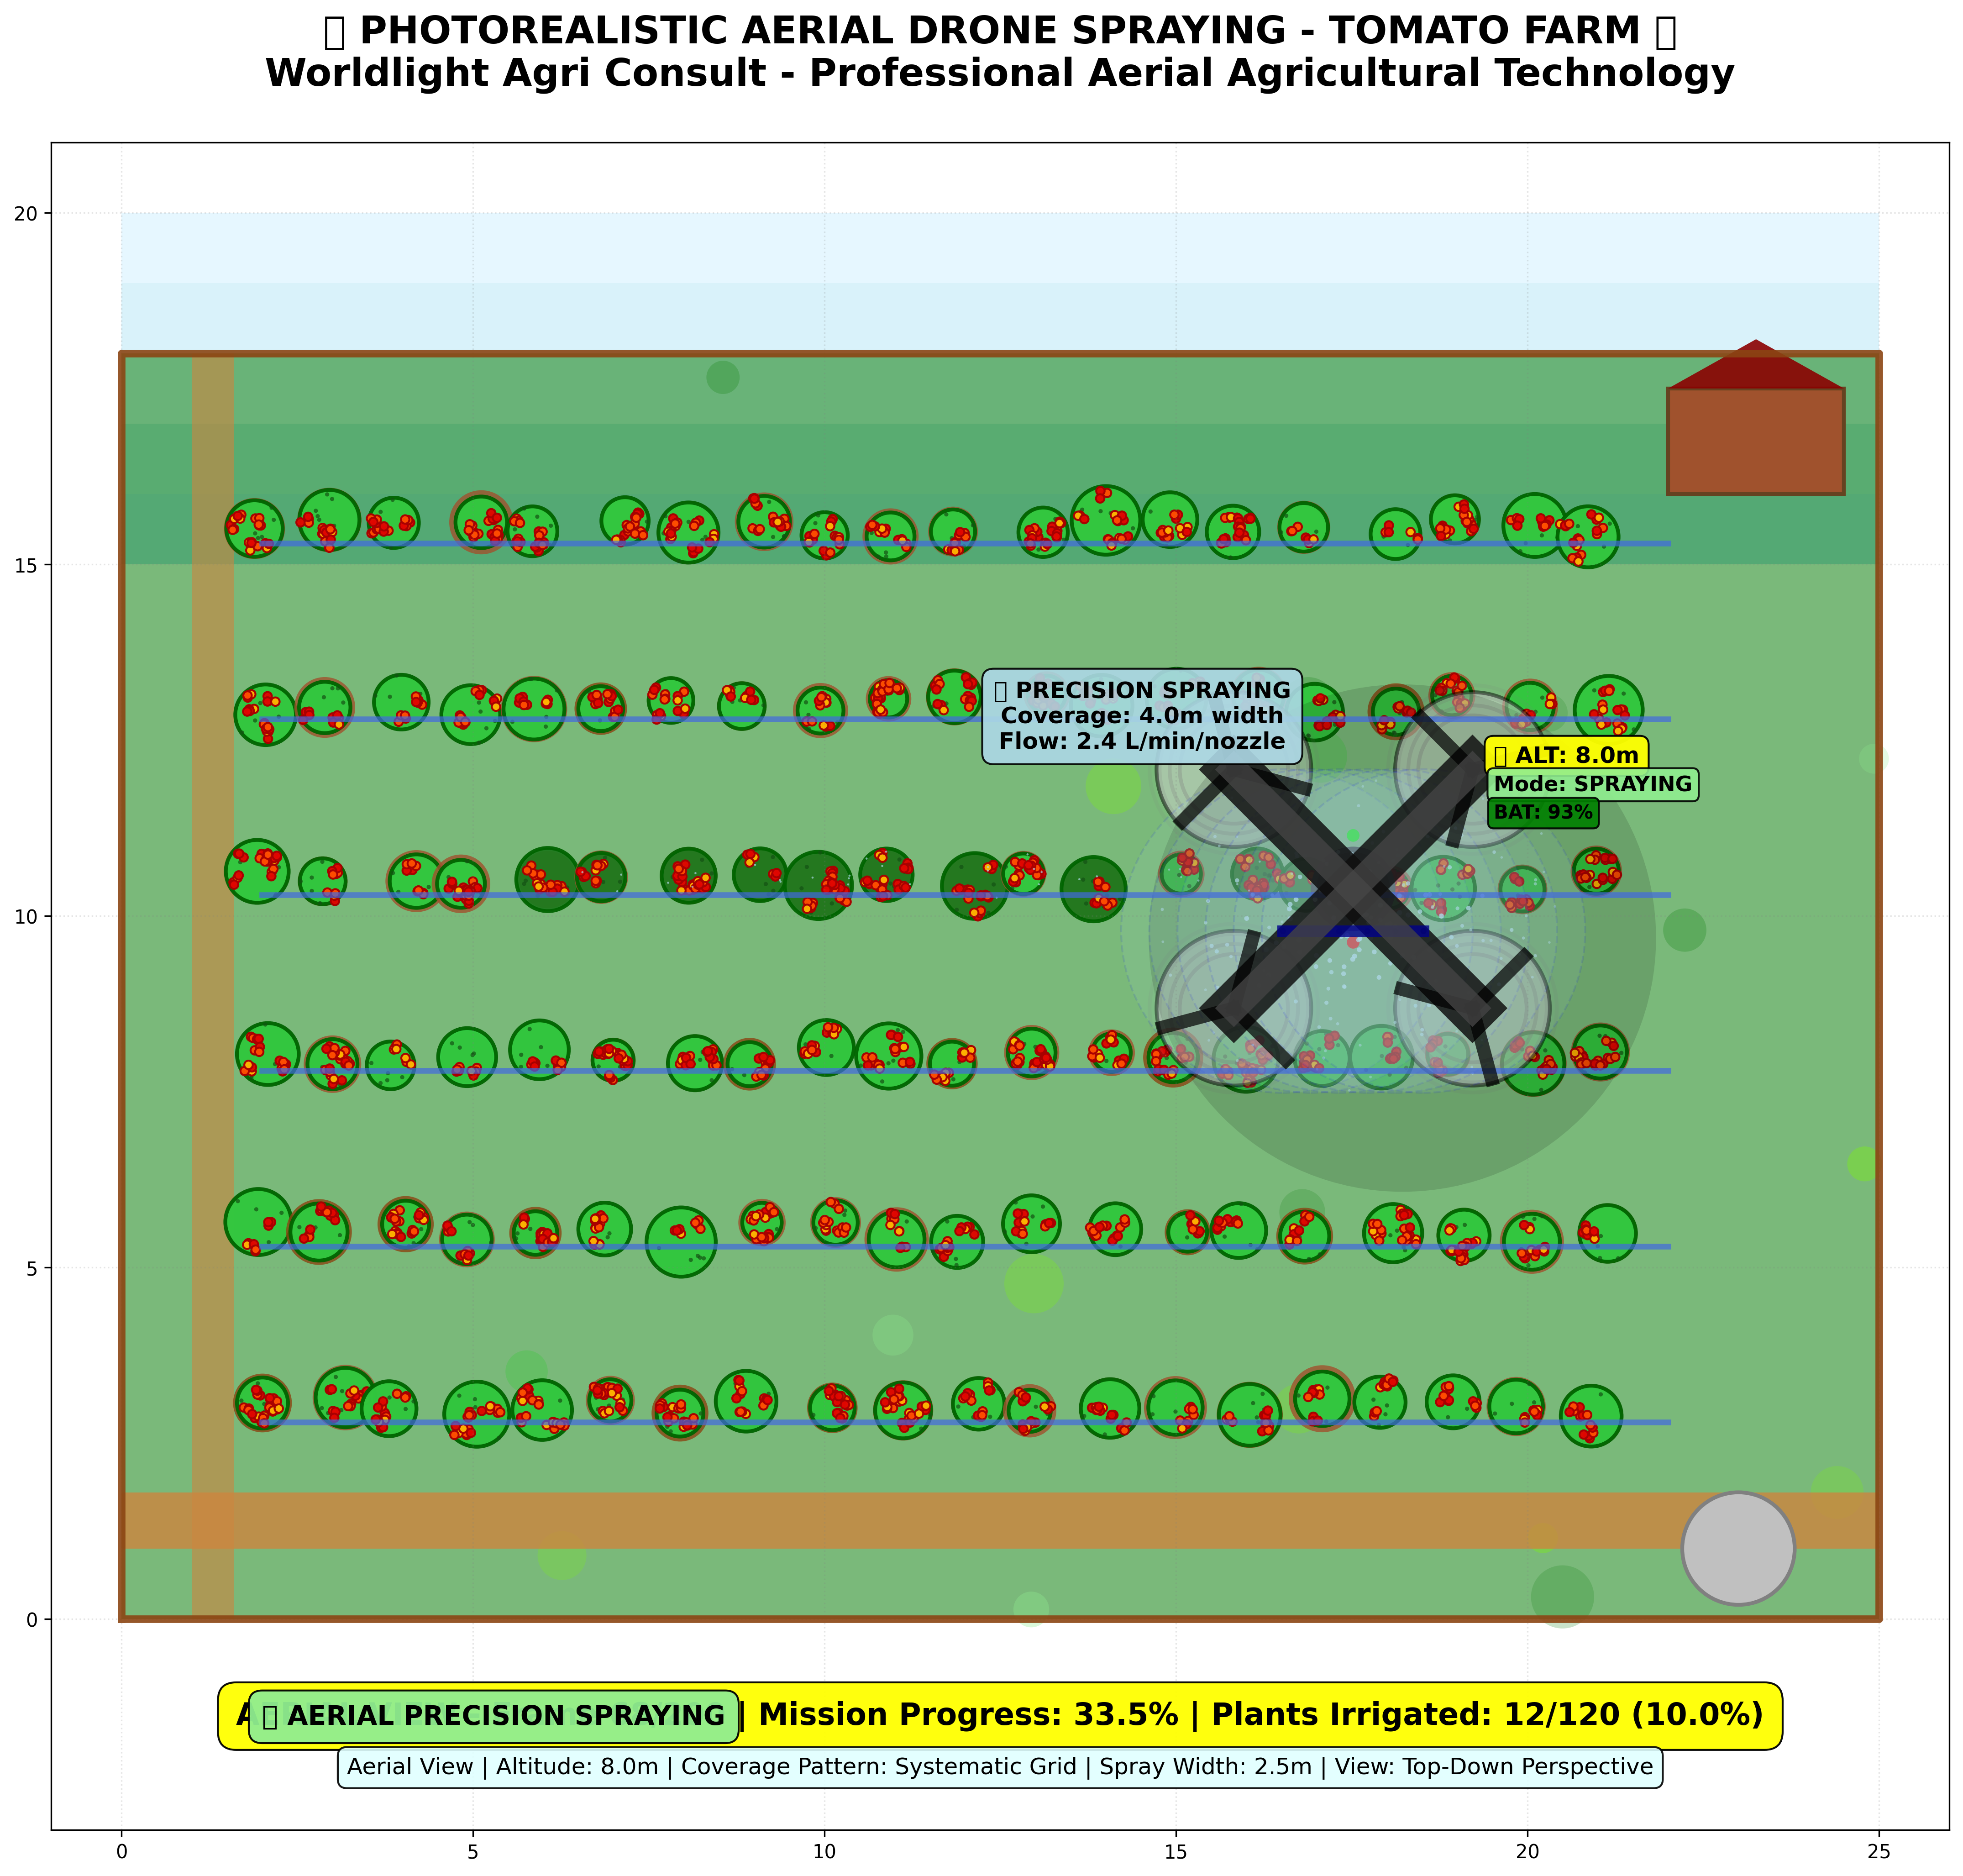 ▯ PHOTOREALISTIC AERIAL DRONE SPRAYING - TOMATO FARM ▯
Worldlight Agri Consult - Professional Aerial Agricultural Technology
20
15
10
5
0
▯ PRECISION SPRAYING
Coverage: 4.0m width
Flow: 2.4 L/min/nozzle
▯ ALT: 8.0m
Mode: SPRAYING
BAT: 93%
▯ AERIAL PRECISION SPRAYING | Mission Progress: 33.5% | Plants Irrigated: 12/120 (10.0%)
Aerial View | Altitude: 8.0m | Coverage Pattern: Systematic Grid | Spray Width: 2.5m | View: Top-Down Perspective
0 5 10 15 20 25